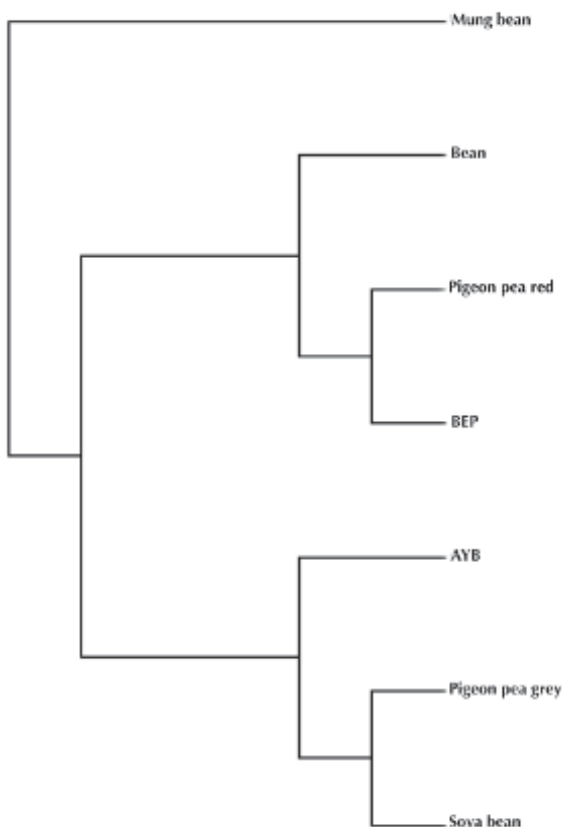 Mung bean
Bean
Pigeon pea red
BEP
AYB
Pigeon pea grey
Soya bean